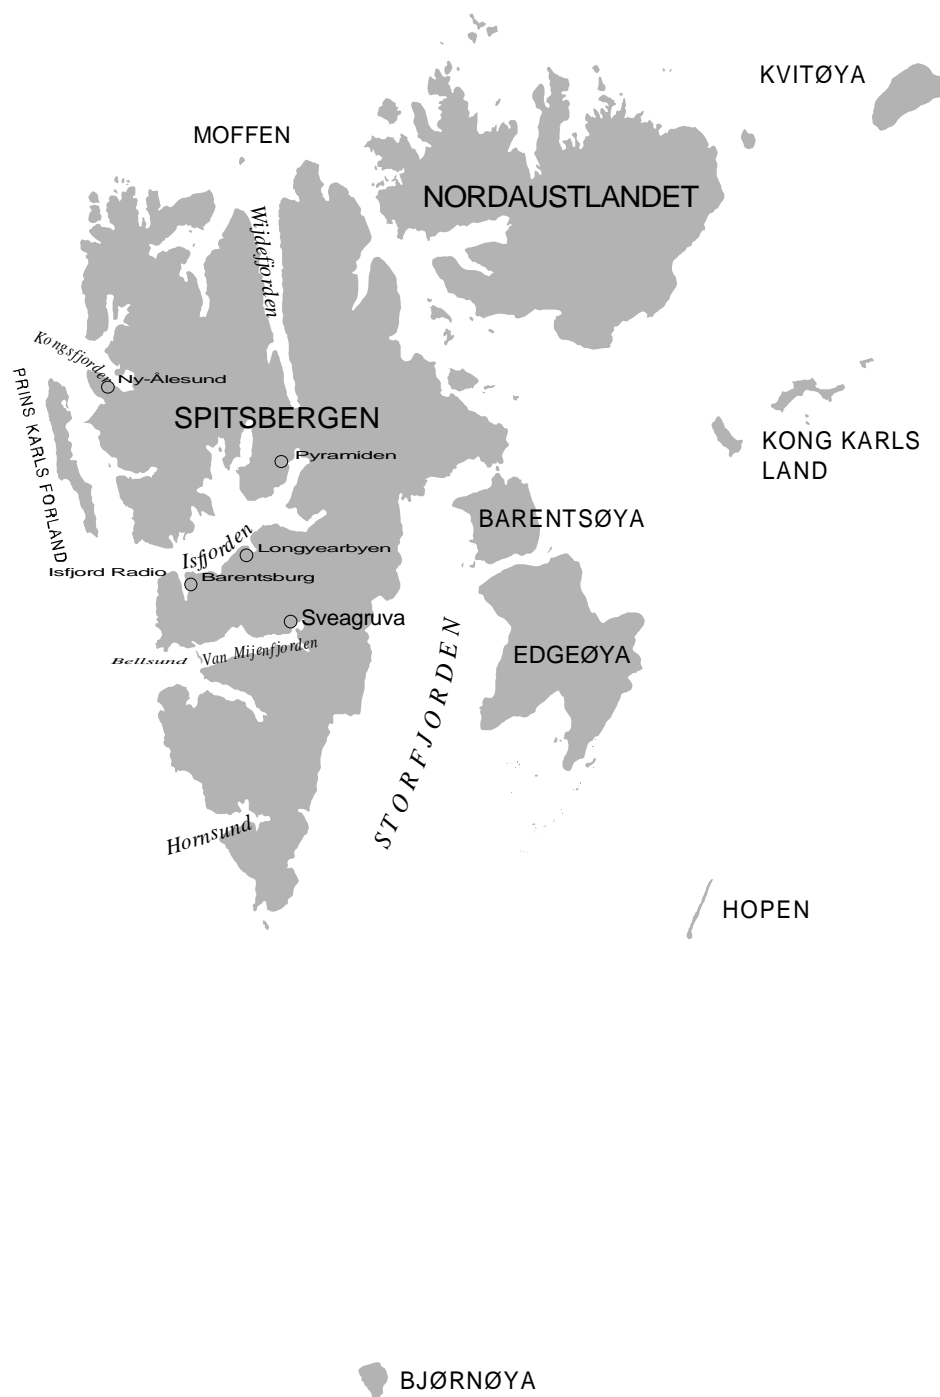 KVITØYA
MOFFEN
NORDAUSTLANDET
Wijdefjorden
Kongsfjorden
Ny-Ålesund
PRINS KARLS FORLAND
SPITSBERGEN
KONG KARLS
LAND
Pyramiden
BARENTSØYA
Isfjorden
Longyearbyen
Isfjord Radio
Barentsburg
Sveagruva
Bellsund
Van Mijenfjorden
EDGEØYA
STORFJORDEN
Hornsund
HOPEN
BJØRNØYA